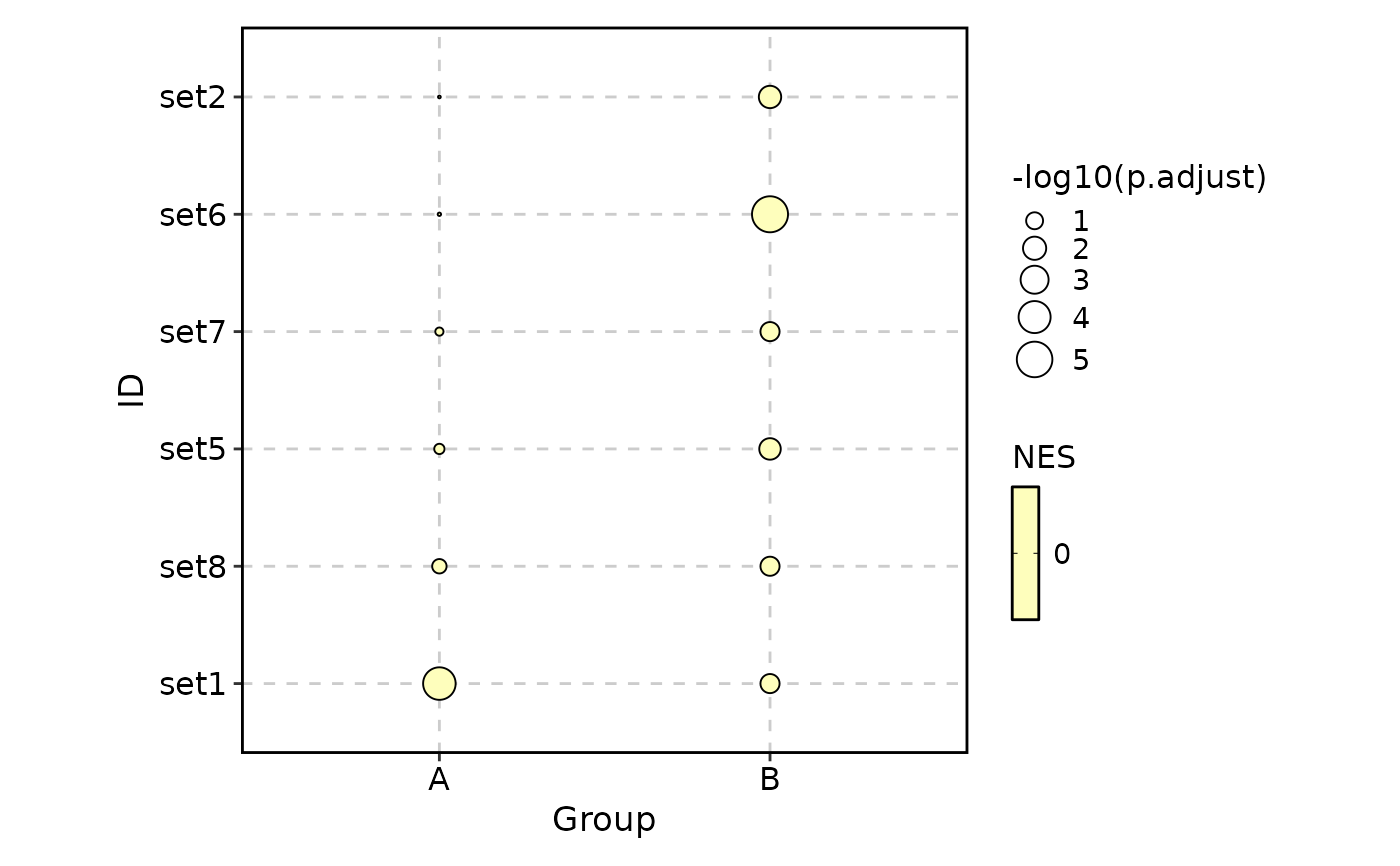 set2
set6
set7
set5
set8
set1
ID
A
B
Group
-log10(p.adjust)
1
2
3
4
5
NES
0